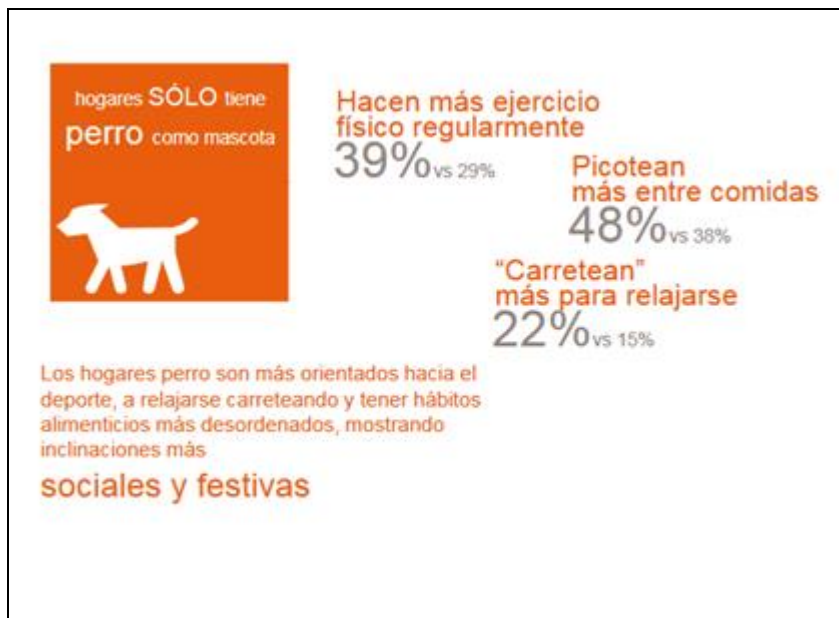 hogares SÓLO tiene
perro como mascota
Hacen más ejercicio
físico regularmente
39% vs 29%
Picotean
más entre comidas
48% vs 38%
“Carretean”
más para relajarse
22% vs 15%
Los hogares perro son más orientados hacia el
deporte, a relajarse carreteando y tener hábitos
alimenticios más desordenados, mostrando
inclinaciones más
sociales y festivas